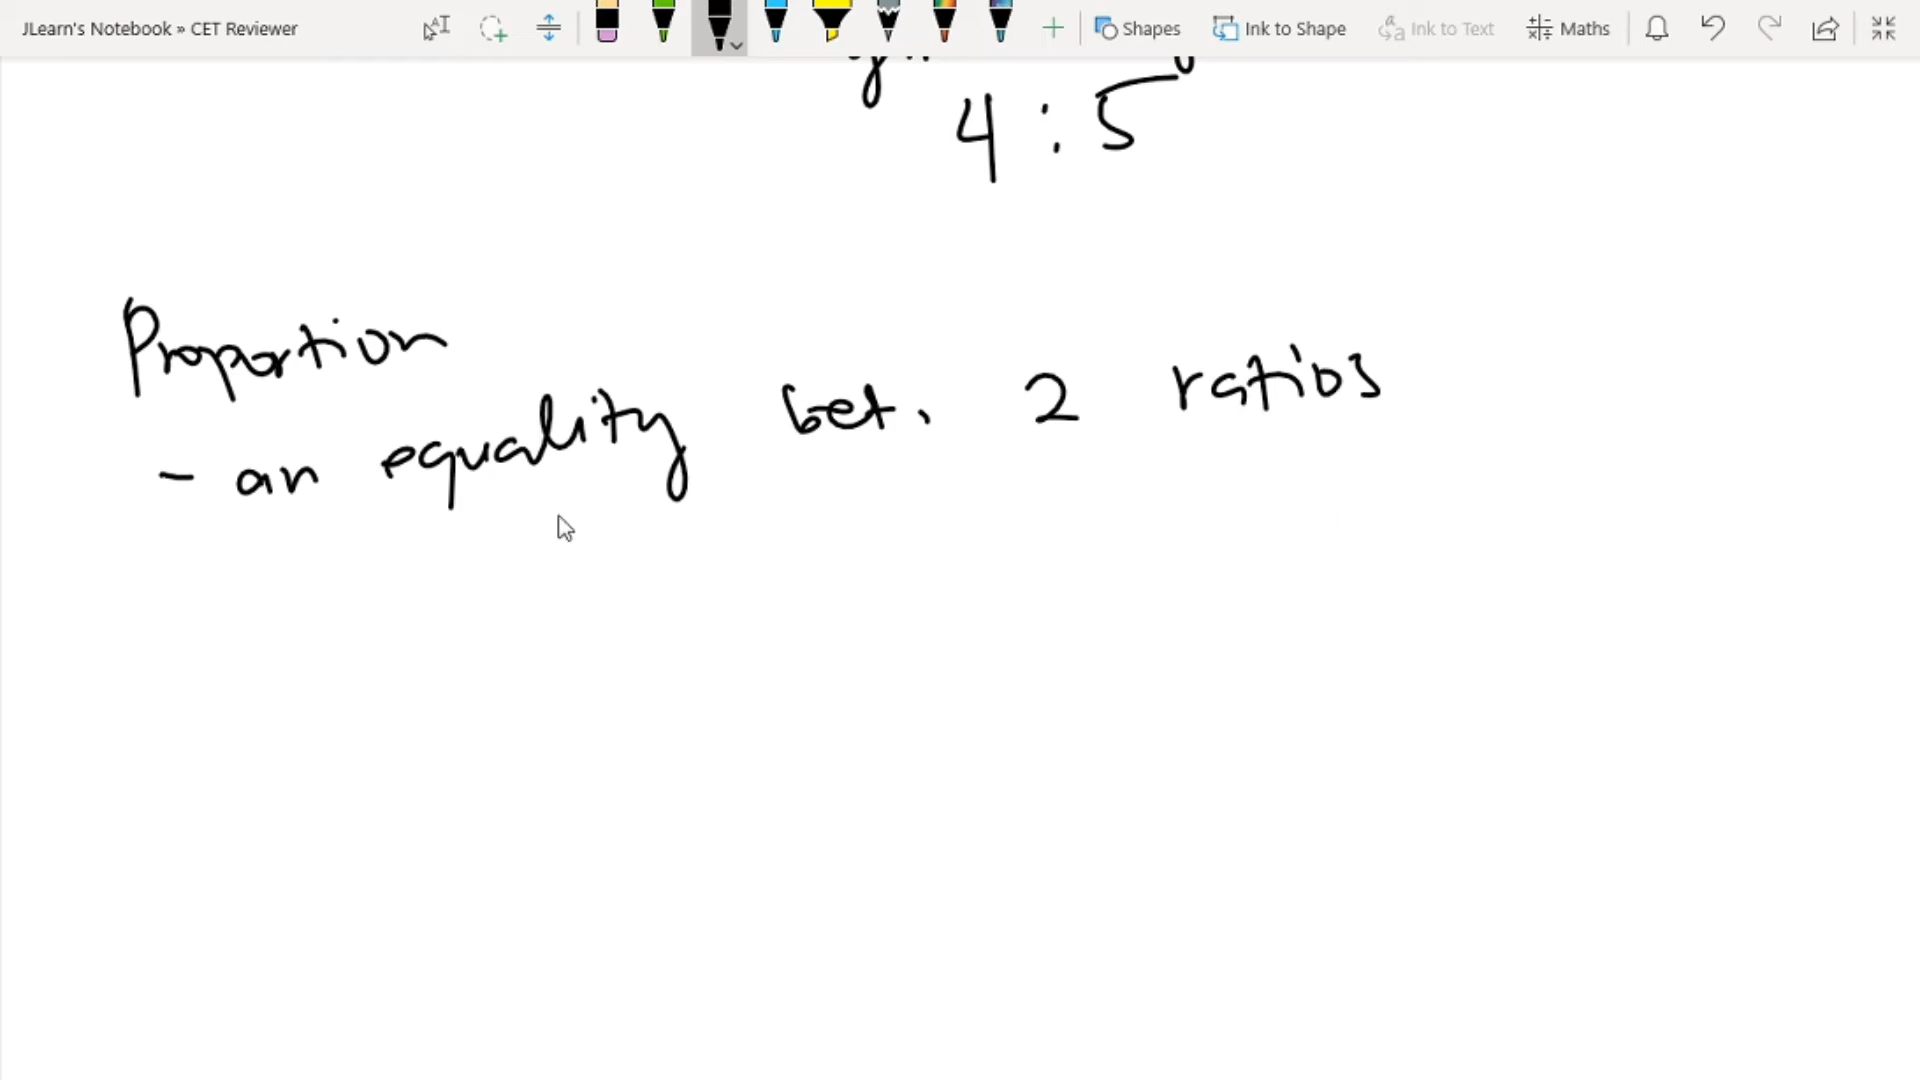 JLearn's Notebook » CET Reviewer
Shapes
Ink to Shape
Ink to Text
Maths
4 : 5
Proportion
- an equality bet. 2 ratios